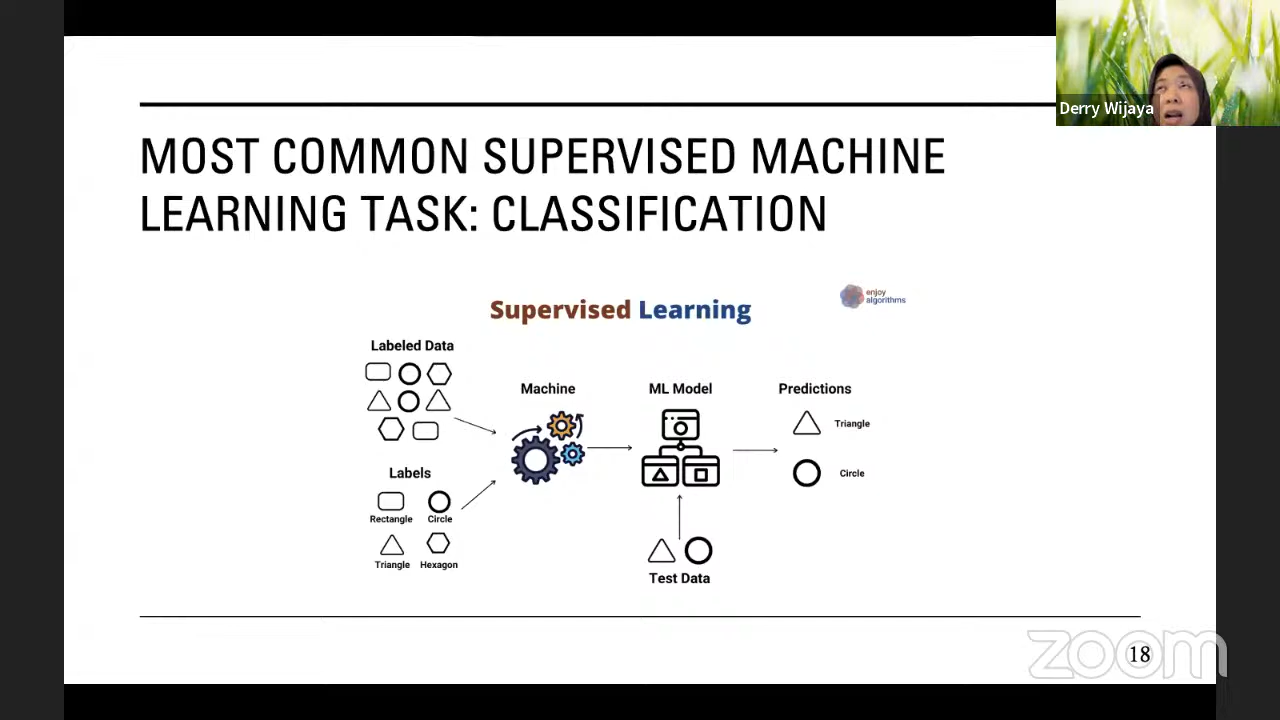 Derry Wijaya
MOST COMMON SUPERVISED MACHINE
LEARNING TASK: CLASSIFICATION
Supervised Learning
enjoy
algorithms
Labeled Data
Machine
ML Model
Predictions
Triangle
Circle
Labels
Rectangle
Circle
Triangle
Hexagon
Test Data
zoom
18